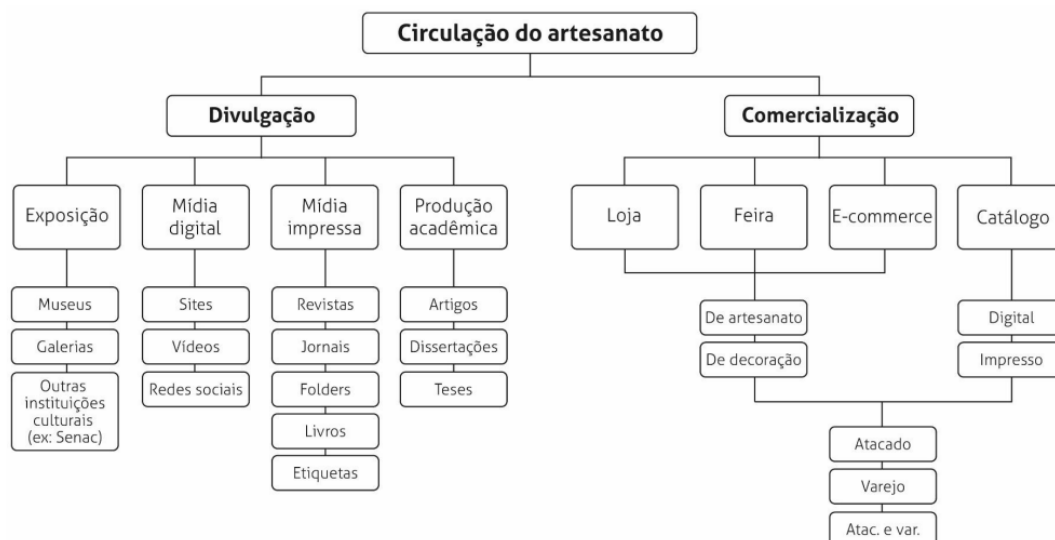 Circulação do artesanato
Divulgação
Comercialização
Exposição
Mídia
digital
Mídia
impressa
Produção
acadêmica
Loja
Feira
E-commerce
Catálogo
Museus
Galerias
Outras
instituições
culturais
(ex: Senac)
Sites
Vídeos
Redes sociais
Revistas
Jornais
Folders
Livros
Etiquetas
Artigos
Dissertações
Teses
De artesanato
De decoração
Digital
Impresso
Atacado
Varejo
Atac. e var.